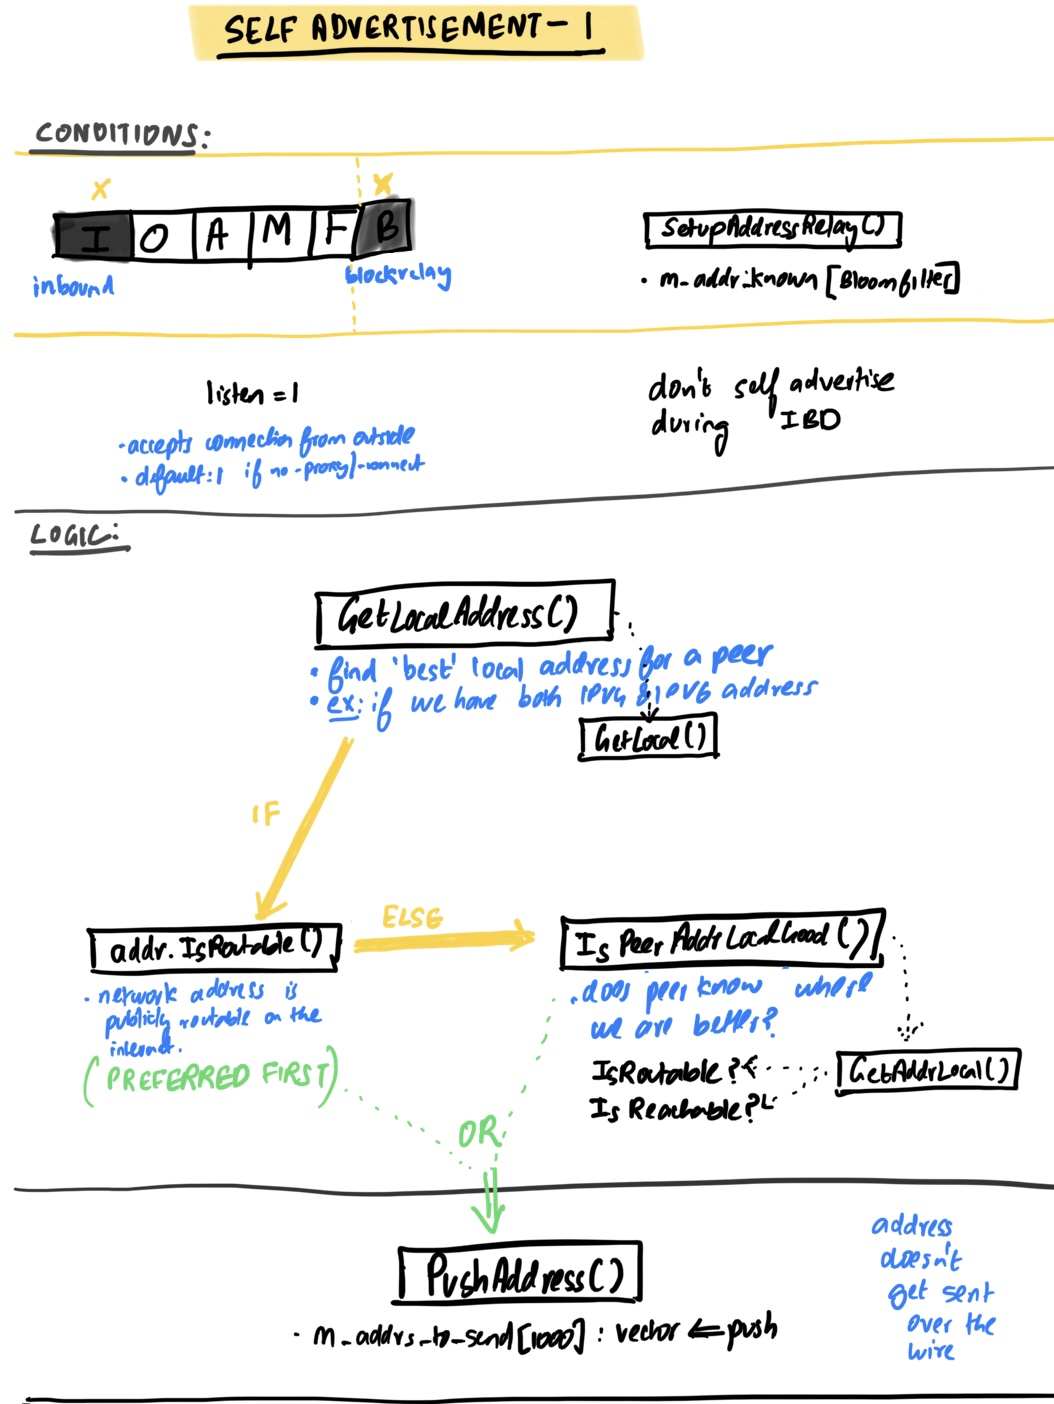 SELF ADVERTISEMENT - 1
CONDITIONS:
x x
I O A M F B
inbound
blockrelay
SetupAddressRelay()
• m_addr_known [Bloomfilter]
listen = 1
• accepts connection from outside
• default: 1 if no -proxy/-connect
don't self advertise
during IBD
LOGIC:
GetLocalAddress()
• find 'best' local address for a peer
• ex: if we have both IPV4 & IPV6 address
GetLocal()
IF
ELSE
addr.IsRoutable()
• network address is
publicly routable on the
internet.
(PREFERRED FIRST)
IsPeerAddrLocalGood()
• does peer know where
we are better?
IsRoutable?
IsReachable?
GetAddrLocal()
OR
PushAddress()
• m_addrs_to_send[1000] : vector ⇐ push
address
doesn't
get sent
over the
wire